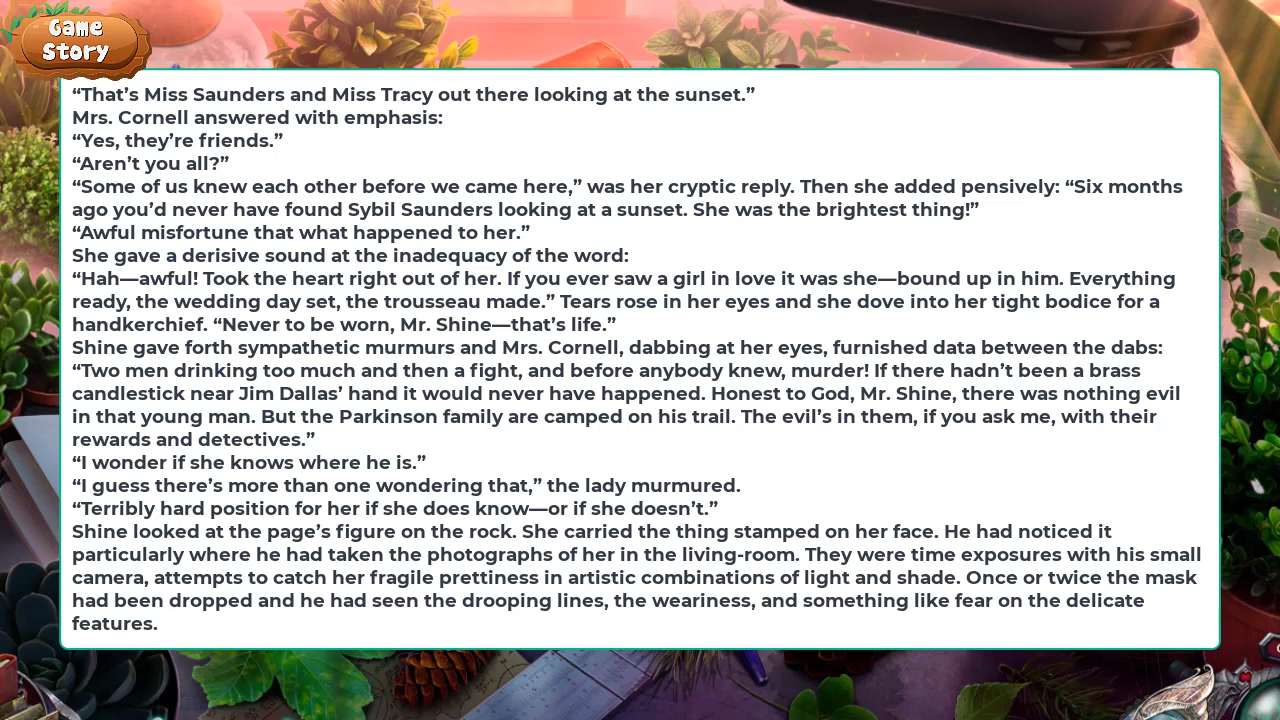 Game
Story
“That’s Miss Saunders and Miss Tracy out there looking at the sunset.”
Mrs. Cornell answered with emphasis:
“Yes, they’re friends.”
“Aren’t you all?”
“Some of us knew each other before we came here,” was her cryptic reply. Then she added pensively: “Six months
ago you’d never have found Sybil Saunders looking at a sunset. She was the brightest thing!”
“Awful misfortune that what happened to her.”
She gave a derisive sound at the inadequacy of the word:
“Hah—awful! Took the heart right out of her. If you ever saw a girl in love it was she—bound up in him. Everything
ready, the wedding day set, the trousseau made.” Tears rose in her eyes and she dove into her tight bodice for a
handkerchief. “Never to be worn, Mr. Shine—that’s life.”
Shine gave forth sympathetic murmurs and Mrs. Cornell, dabbing at her eyes, furnished data between the dabs:
“Two men drinking too much and then a fight, and before anybody knew, murder! If there hadn’t been a brass
candlestick near Jim Dallas’ hand it would never have happened. Honest to God, Mr. Shine, there was nothing evil
in that young man. But the Parkinson family are camped on his trail. The evil’s in them, if you ask me, with their
rewards and detectives.”
“I wonder if she knows where he is.”
“I guess there’s more than one wondering that,” the lady murmured.
“Terribly hard position for her if she does know—or if she doesn’t.”
Shine looked at the page’s figure on the rock. She carried the thing stamped on her face. He had noticed it
particularly where he had taken the photographs of her in the living-room. They were time exposures with his small
camera, attempts to catch her fragile prettiness in artistic combinations of light and shade. Once or twice the mask
had been dropped and he had seen the drooping lines, the weariness, and something like fear on the delicate
features.